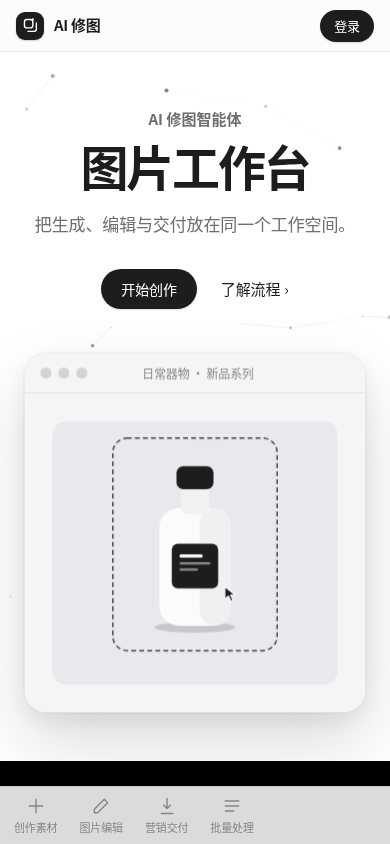 AI 修图
登录
AI 修图智能体
图片工作台
把生成、编辑与交付放在同一个工作空间。
开始创作
了解流程 ›
日常器物 · 新品系列
创作素材
图片编辑
营销交付
批量处理